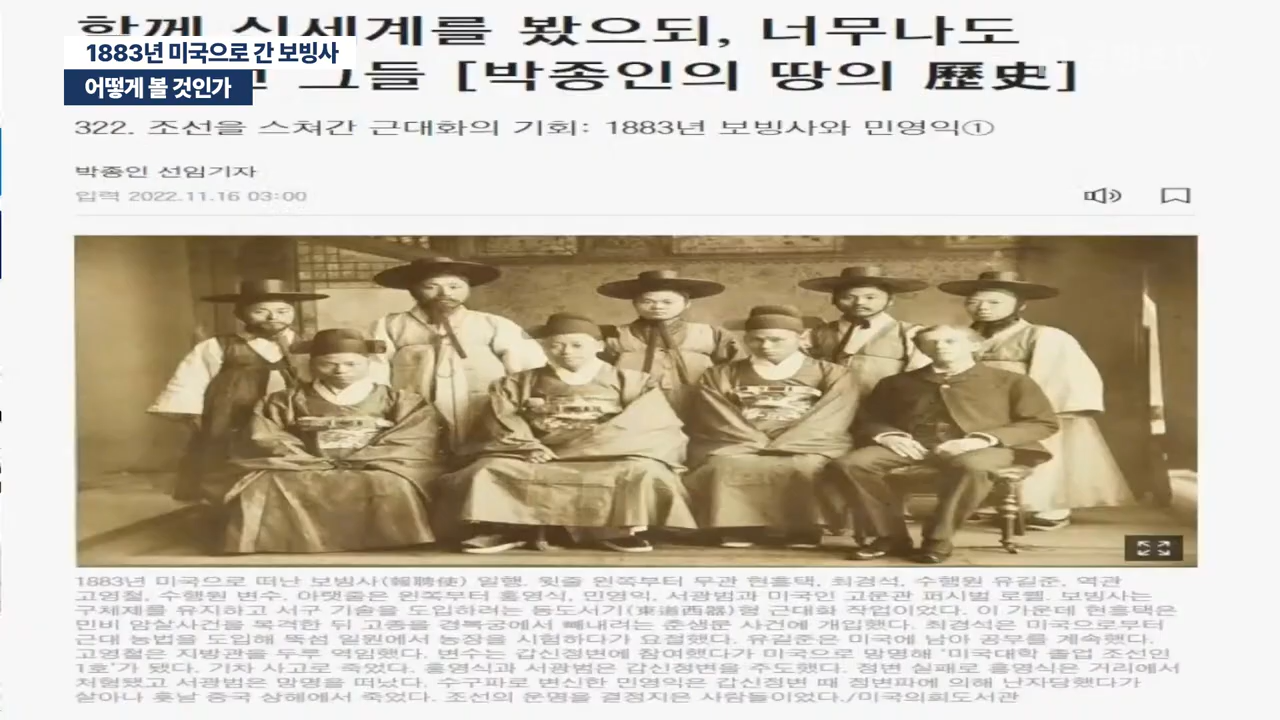 함께 신세계를 봤으되, 너무나도
1883년 미국으로 간 보빙사
그들 [박종인의 땅의 歷史]
어떻게 볼 것인가
322. 조선을 스쳐간 근대화의 기회: 1883년 보빙사와 민영익①
박종인 선임기자
입력 2022.11.16 03:00
1883년 미국으로 떠난 보빙사(報聘使) 일행. 윗줄 왼쪽부터 무관 현흥택, 최경석, 수행원 유길준, 역관
고영철, 수행원 변수. 아랫줄은 왼쪽부터 홍영식, 민영익, 서광범과 미국인 고문관 퍼시벌 로웰. 보빙사는
구체제를 유지하고 서구 기술을 도입하려는 동도서기(東道西器)형 근대화 작업이었다. 이 가운데 현흥택은
민비 암살사건을 목격한 뒤 고종을 경복궁에서 빼내려는 춘생문 사건에 개입했다. 최경석은 미국으로부터
근대 농법을 도입해 뚝섬 일원에서 농장을 시험하다가 요절했다. 유길준은 미국에 남아 공부를 계속했다.
고영철은 지방관을 두루 역임했다. 변수는 갑신정변에 참여했다가 미국으로 망명해 '미국대학 졸업 조선인
1호'가 됐다. 기차 사고로 죽었다. 홍영식과 서광범은 갑신정변을 주도했다. 정변 실패로 홍영식은 거리에서
처형됐고 서광범은 망명을 떠났다. 수구파로 변신한 민영익은 갑신정변 때 정변파에 의해 난자당했다가
살아나 훗날 중국 상해에서 죽었다. 조선의 운명을 결정지은 사람들이었다./미국의회도서관